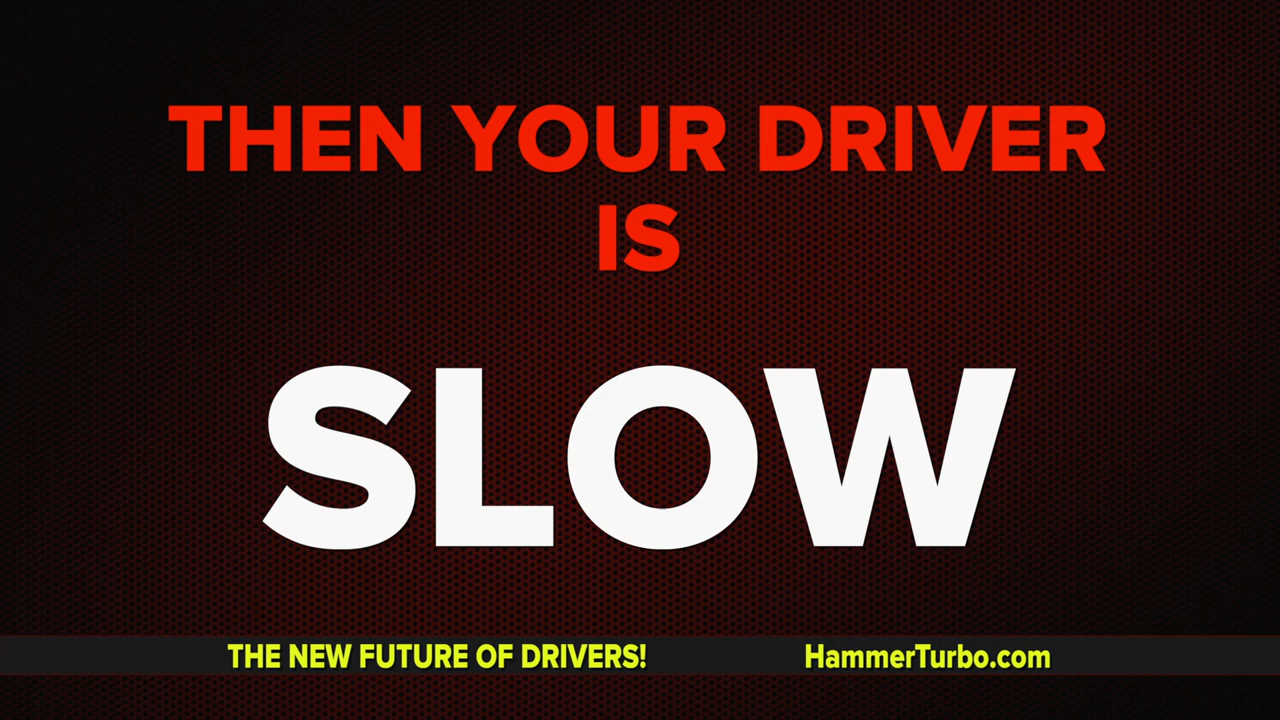 THEN YOUR DRIVER
IS
SLOW
THE NEW FUTURE OF DRIVERS!
HammerTurbo.com